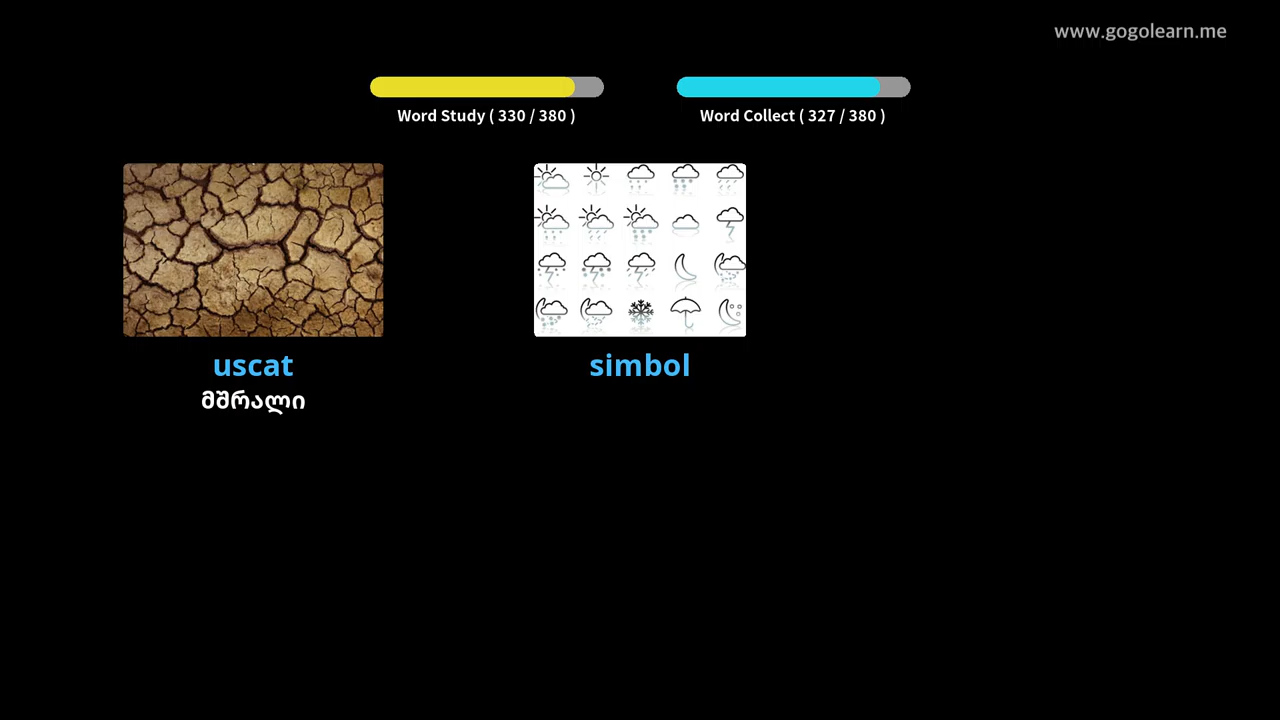 www.gogolearn.me
Word Study ( 330 / 380 )
Word Collect ( 327 / 380 )
uscat
მშრალი
simbol